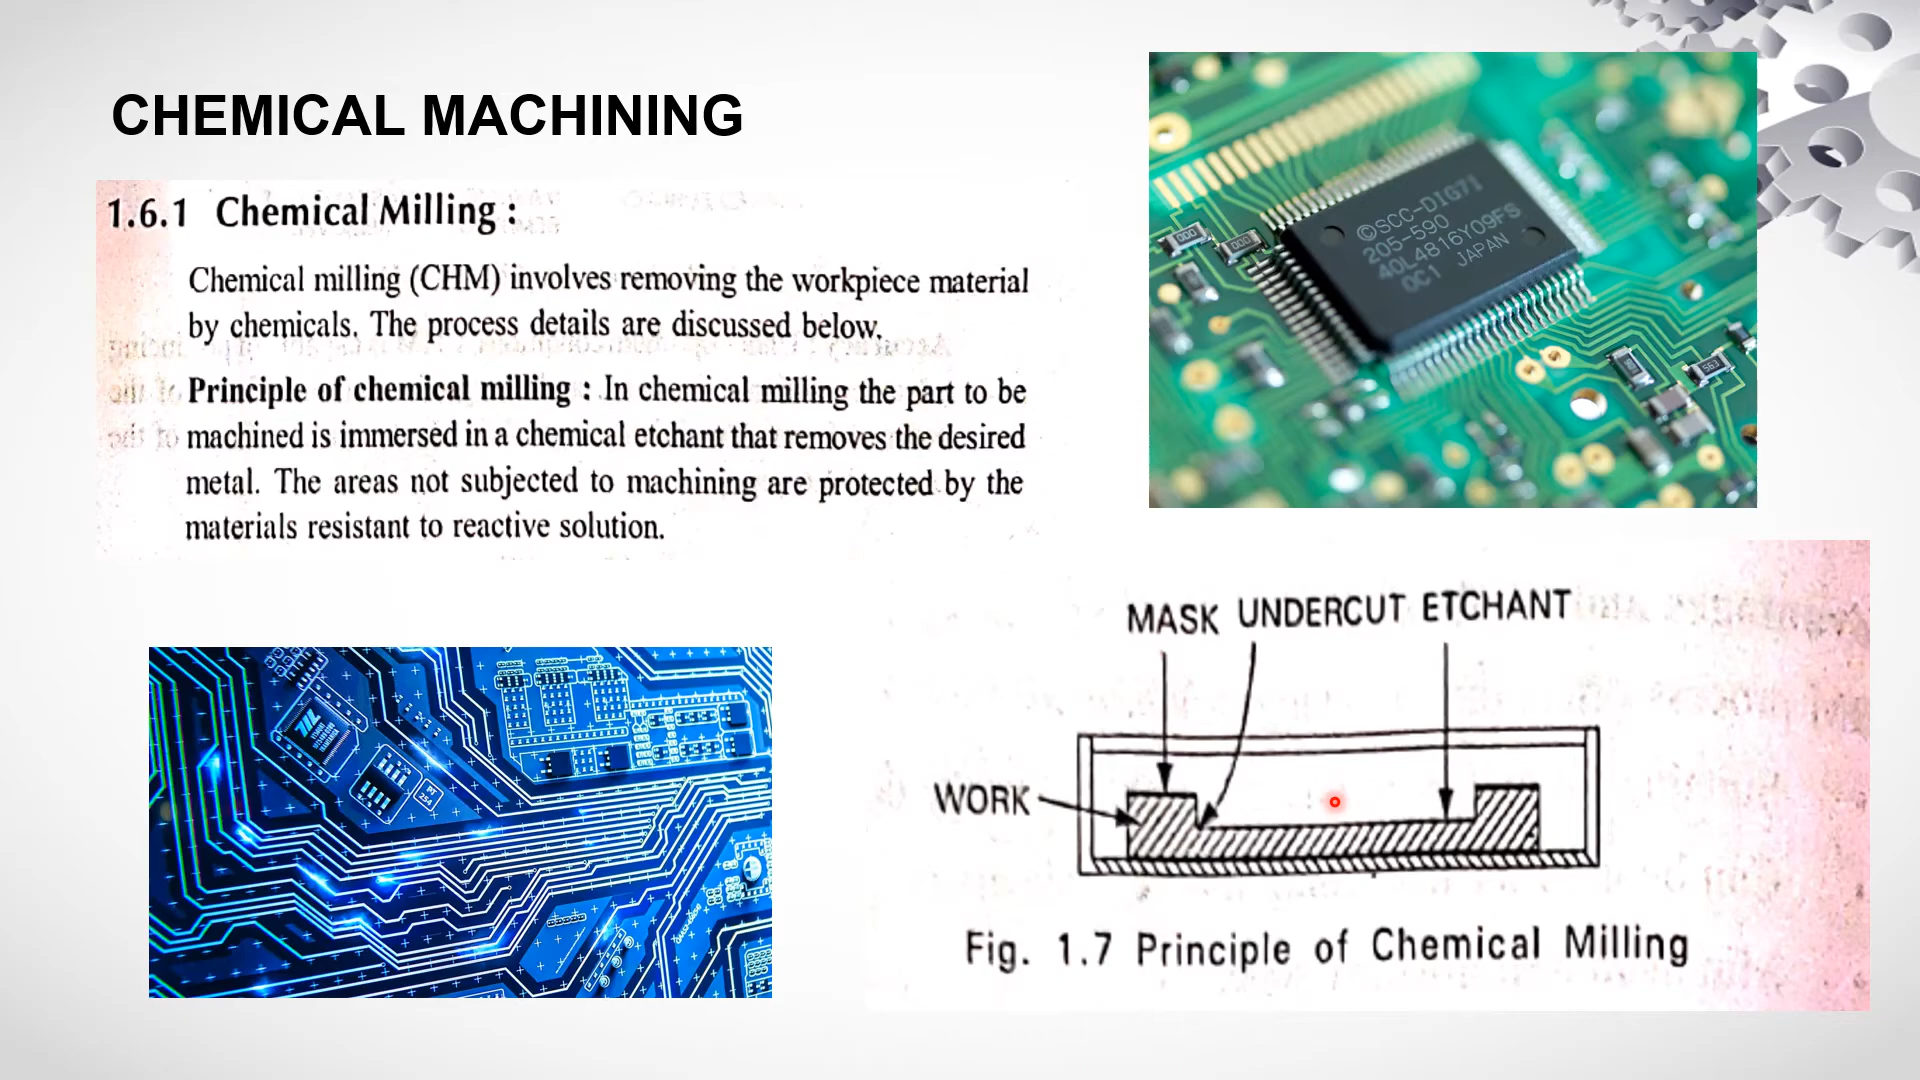 CHEMICAL MACHINING
1.6.1 Chemical Milling :
Chemical milling (CHM) involves removing the workpiece material
by chemicals. The process details are discussed below.
Principle of chemical milling : In chemical milling the part to be
machined is immersed in a chemical etchant that removes the desired
metal. The areas not subjected to machining are protected by the
materials resistant to reactive solution.
©SCC-DIG71
205-590
40L4816Y09FS
0C1 JAPAN
000
000
MASK UNDERCUT ETCHANT
WORK
Fig. 1.7 Principle of Chemical Milling